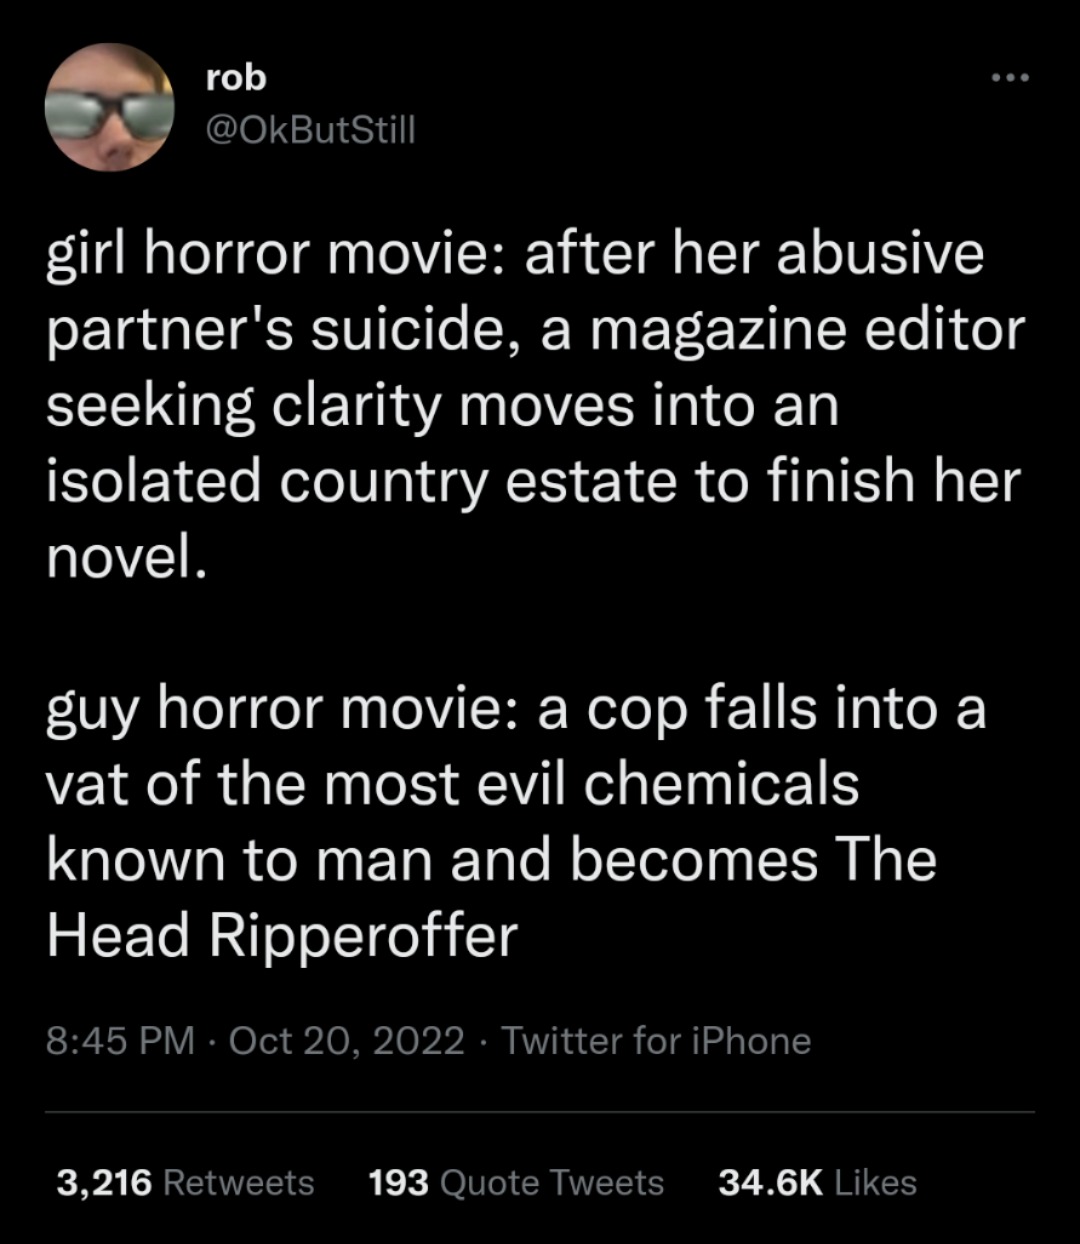 rob
@OkButStill
girl horror movie: after her abusive
partner's suicide, a magazine editor
seeking clarity moves into an
isolated country estate to finish her
novel.
guy horror movie: a cop falls into a
vat of the most evil chemicals
known to man and becomes The
Head Ripperoffer
8:45 PM · Oct 20, 2022 · Twitter for iPhone
3,216 Retweets 193 Quote Tweets 34.6K Likes